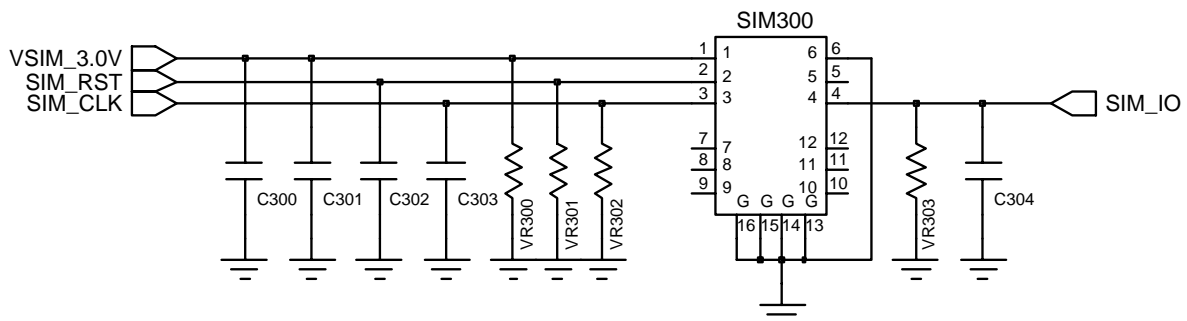 SIM300
VSIM_3.0V
SIM_RST
SIM_CLK
1 1 6 6
2 2 5 5
3 3 4 4
SIM_IO
7 7 12 12
8 8 11 11
9 9 10 10
G G G G
16 15 14 13
C300 C301 C302 C303
VR300 VR301 VR302
VR303
C304